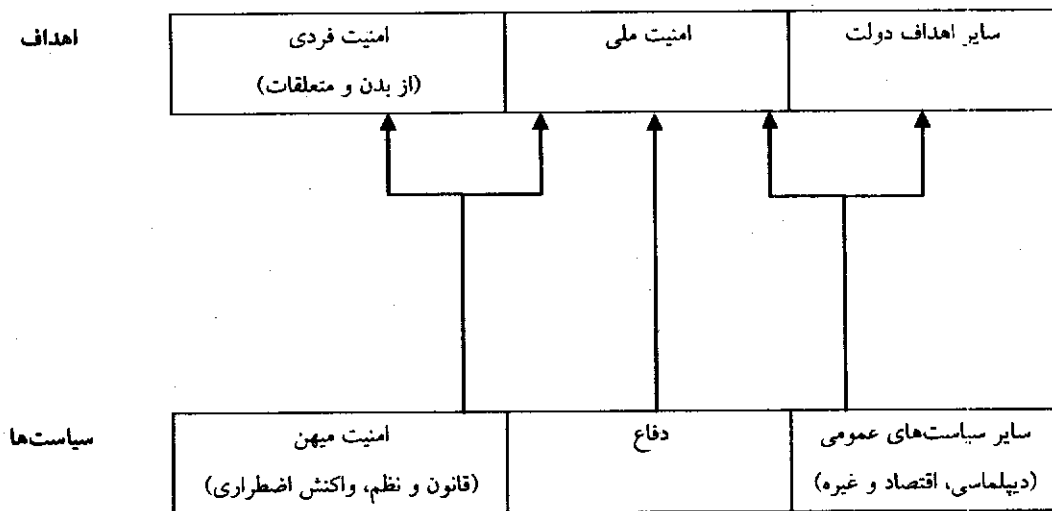 اهداف
سایر اهداف دولت
امنیت ملی
امنیت فردی
(از بدن و متعلقات)
سیاست‌ها
سایر سیاست‌های عمومی
(دیپلماسی، اقتصاد و غیره)
دفاع
امنیت میهن
(قانون و نظم، واکنش اضطراری)